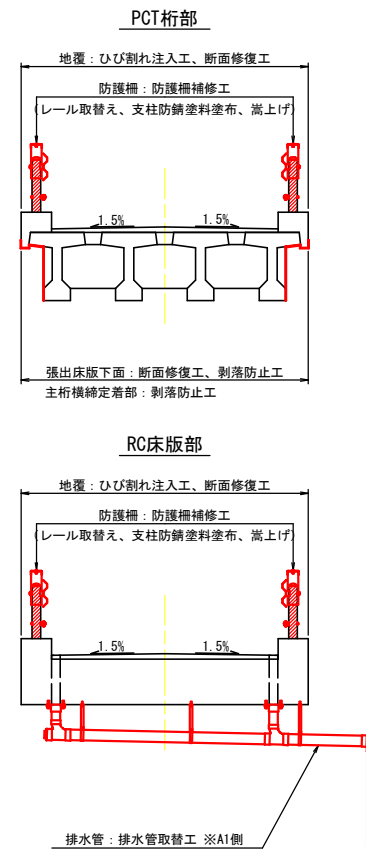 PCT桁部
地覆：ひび割れ注入工、断面修復工
防護柵：防護柵補修工
(レール取替え、支柱防錆塗料塗布、嵩上げ)
1.5%
1.5%
張出床版下面：断面修復工、剥落防止工
主桁横締定着部：剥落防止工
RC床版部
地覆：ひび割れ注入工、断面修復工
防護柵：防護柵補修工
(レール取替え、支柱防錆塗料塗布、嵩上げ)
1.5%
1.5%
排水管：排水管取替工 ※A1側